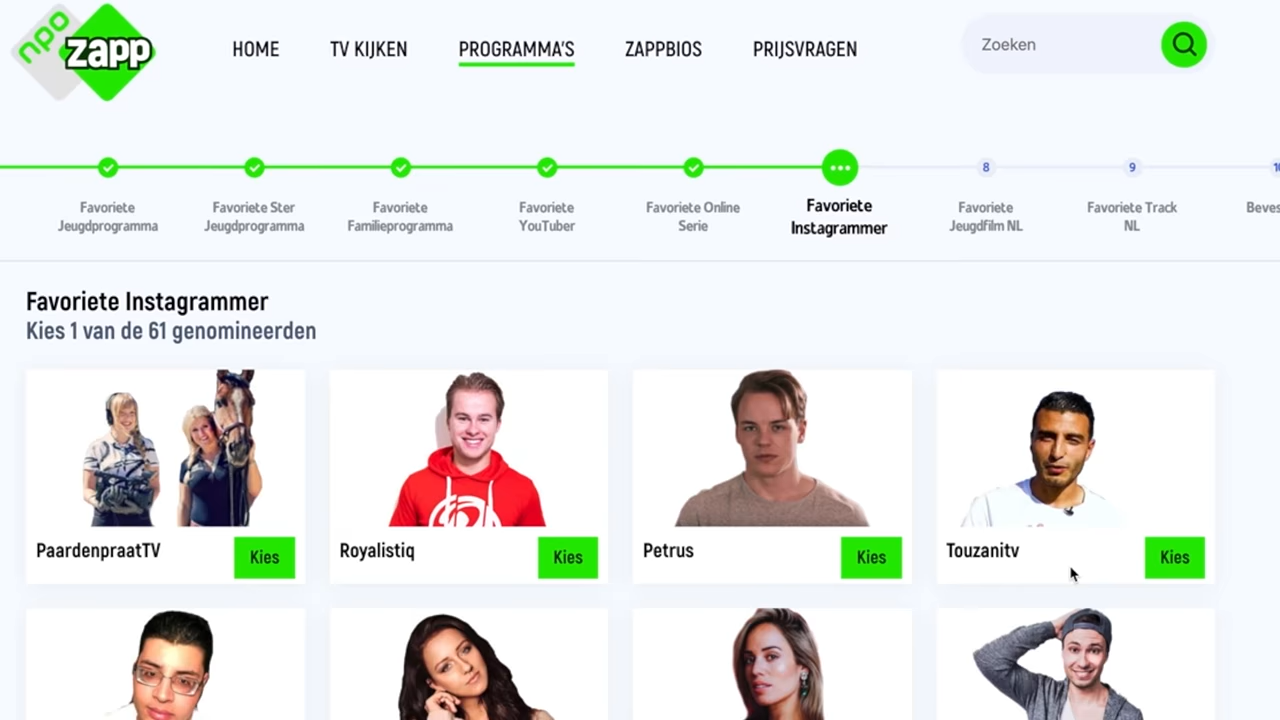 npo
zapp
HOME
TV KIJKEN
PROGRAMMA'S
ZAPPBIOS
PRIJSVRAGEN
Zoeken
8
9
10
Favoriete
Jeugdprogramma
Favoriete Ster
Jeugdprogramma
Favoriete
Familieprogramma
Favoriete
YouTuber
Favoriete Online
Serie
Favoriete
Instagrammer
Favoriete
Jeugdfilm NL
Favoriete Track
NL
Beves
Favoriete Instagrammer
Kies 1 van de 61 genomineerden
PaardenpraatTV
Kies
Royalistiq
Kies
Petrus
Kies
Touzanitv
Kies